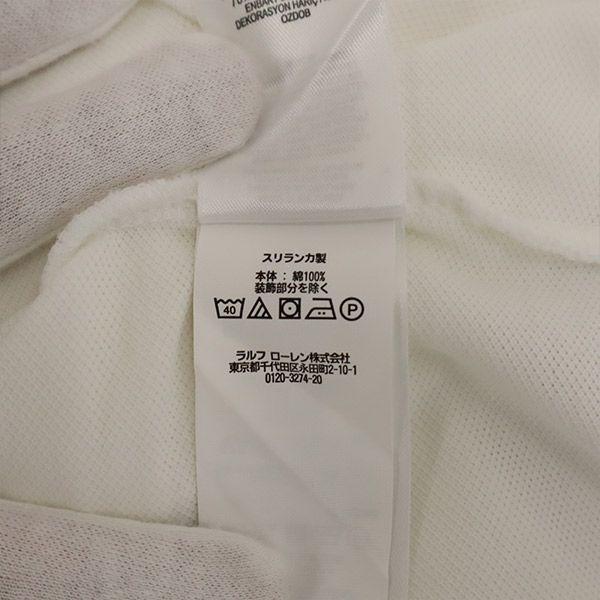 DEKORASYON HARIÇ
OZDOB
スリランカ製
本体 : 綿100%
装飾部分を除く
40
P
ラルフ ローレン株式会社
東京都千代田区永田町2-10-1
0120-3274-20